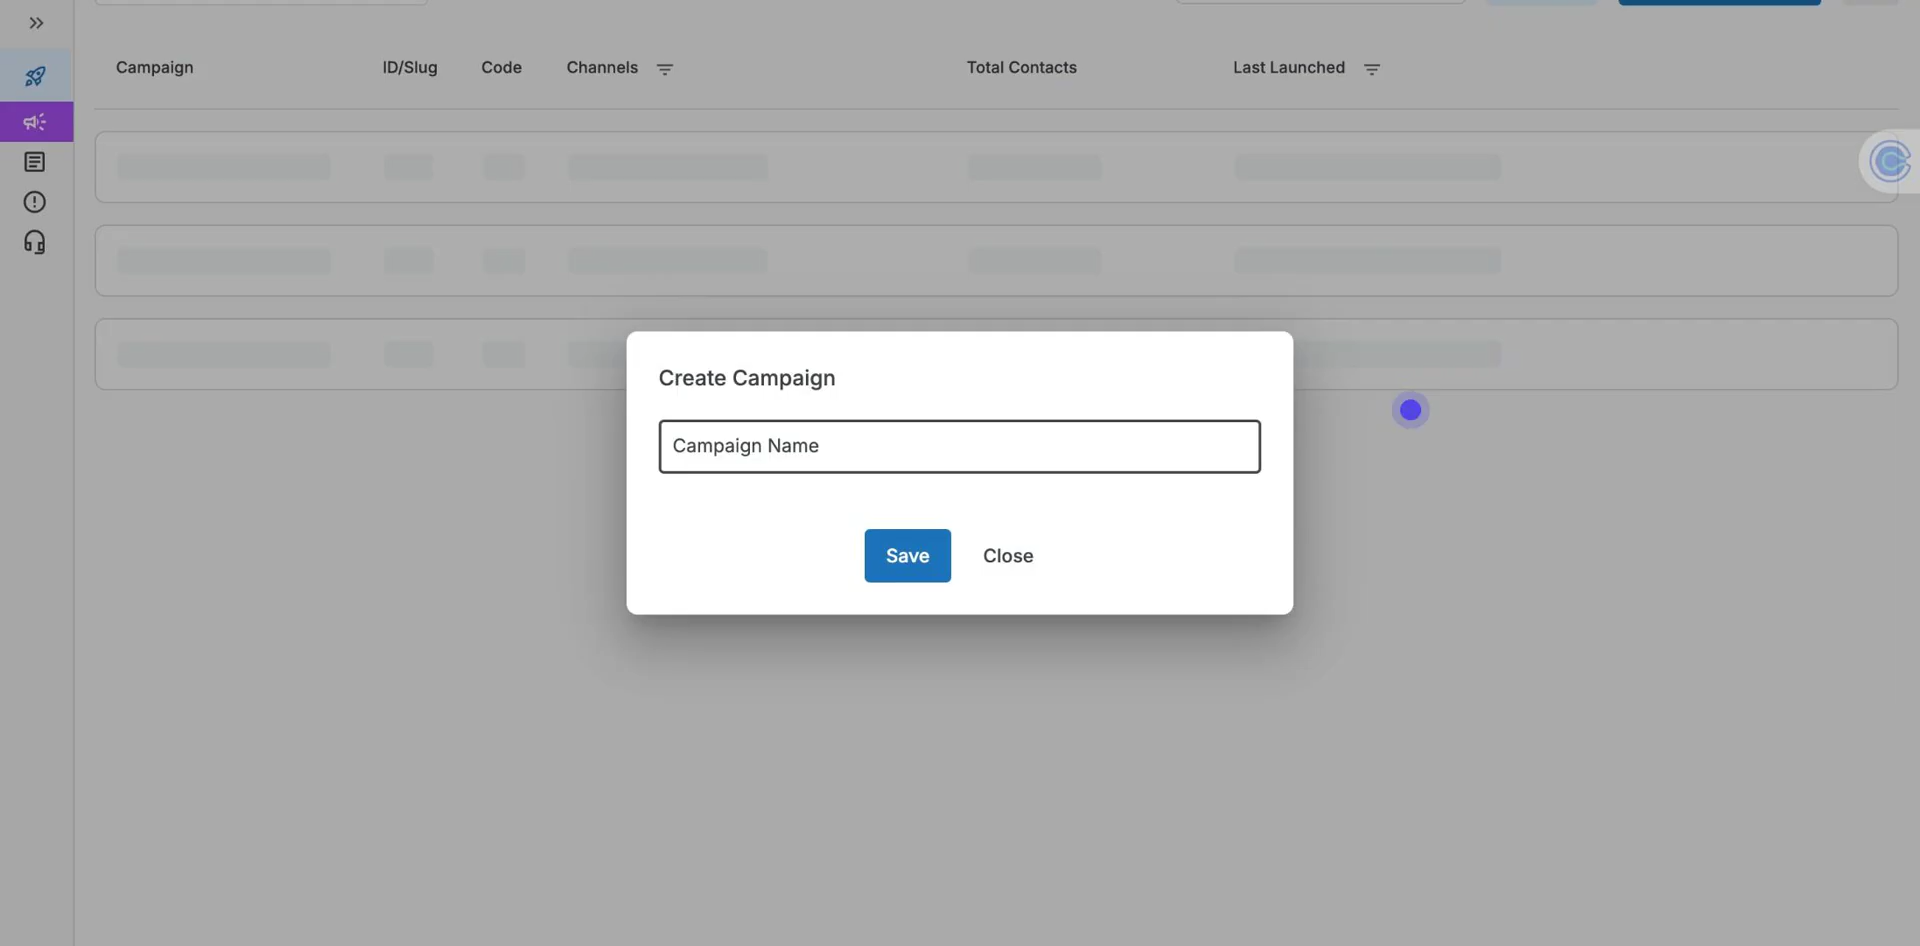 Campaign ID/Slug Code Channels Total Contacts Last Launched
Create Campaign
Campaign Name
Save Close